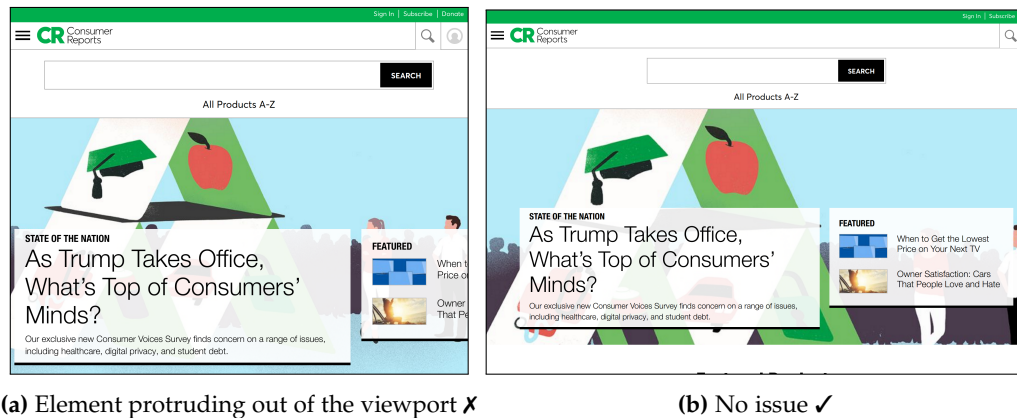 Sign In | Subscribe | Donate
CR Consumer Reports
SEARCH
All Products A-Z
STATE OF THE NATION
As Trump Takes Office,
What's Top of Consumers'
Minds?
Our exclusive new Consumer Voices Survey finds concern on a range of issues,
including healthcare, digital privacy, and student debt.
FEATURED
When t
Price o
Owner
That Pe
(a) Element protruding out of the viewport ✗
Sign In | Subscribe
CR Consumer Reports
SEARCH
All Products A-Z
STATE OF THE NATION
As Trump Takes Office,
What's Top of Consumers'
Minds?
Our exclusive new Consumer Voices Survey finds concern on a range of issues,
including healthcare, digital privacy, and student debt.
FEATURED
When to Get the Lowest
Price on Your Next TV
Owner Satisfaction: Cars
That People Love and Hate
(b) No issue ✓